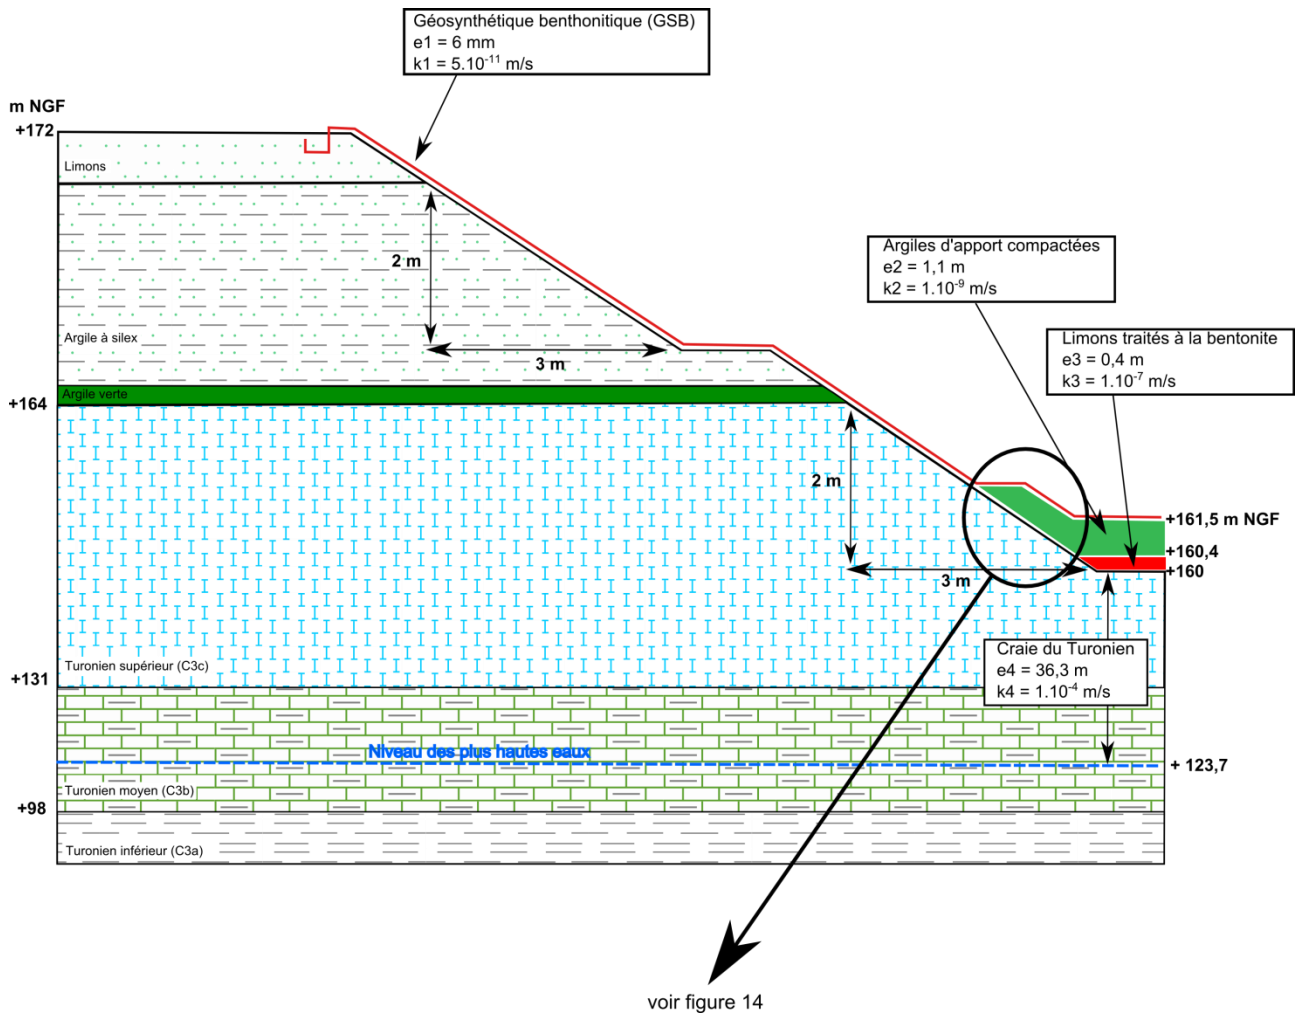 Géosynthétique benthonitique (GSB)
e1 = 6 mm
k1 = 5.10⁻¹¹ m/s
m NGF
+172
Limons
2 m
Argile à silex
3 m
Argile verte
+164
Argiles d'apport compactées
e2 = 1,1 m
k2 = 1.10⁻⁹ m/s
Limons traités à la bentonite
e3 = 0,4 m
k3 = 1.10⁻⁷ m/s
2 m
3 m
+161,5 m NGF
+160,4
+160
Craie du Turonien
e4 = 36,3 m
k4 = 1.10⁻⁴ m/s
Turonien supérieur (C3c)
+131
Niveau des plus hautes eaux
+ 123,7
Turonien moyen (C3b)
+98
Turonien inférieur (C3a)
voir figure 14